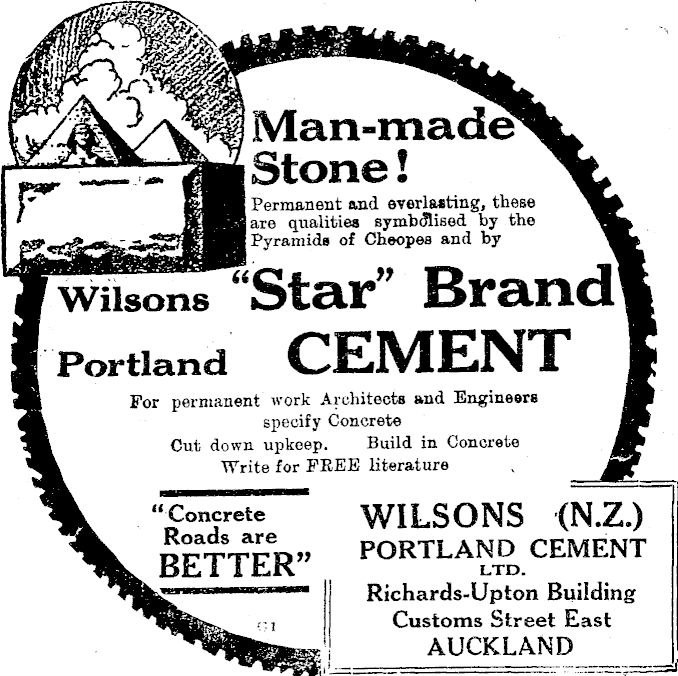 Man-made
Stone!
Permanent and everlasting, these
are qualities symbolised by the
Pyramids of Cheopes and by
Wilsons "Star" Brand
Portland CEMENT
For permanent work Architects and Engineers
specify Concrete
Cut down upkeep. Build in Concrete
Write for FREE literature
"Concrete
Roads are
BETTER"
WILSONS (N.Z.)
PORTLAND CEMENT
LTD.
Richards-Upton Building
Customs Street East
AUCKLAND